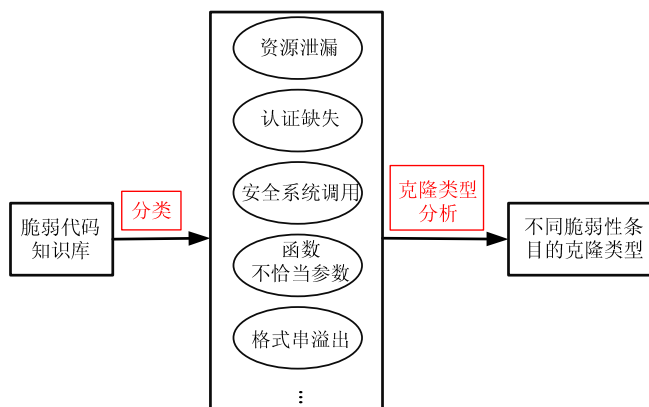 资源泄漏
认证缺失
安全系统调用
函数
不恰当参数
格式串溢出
...
脆弱代码
知识库
分类
克隆类型
分析
不同脆弱性条
目的克隆类型